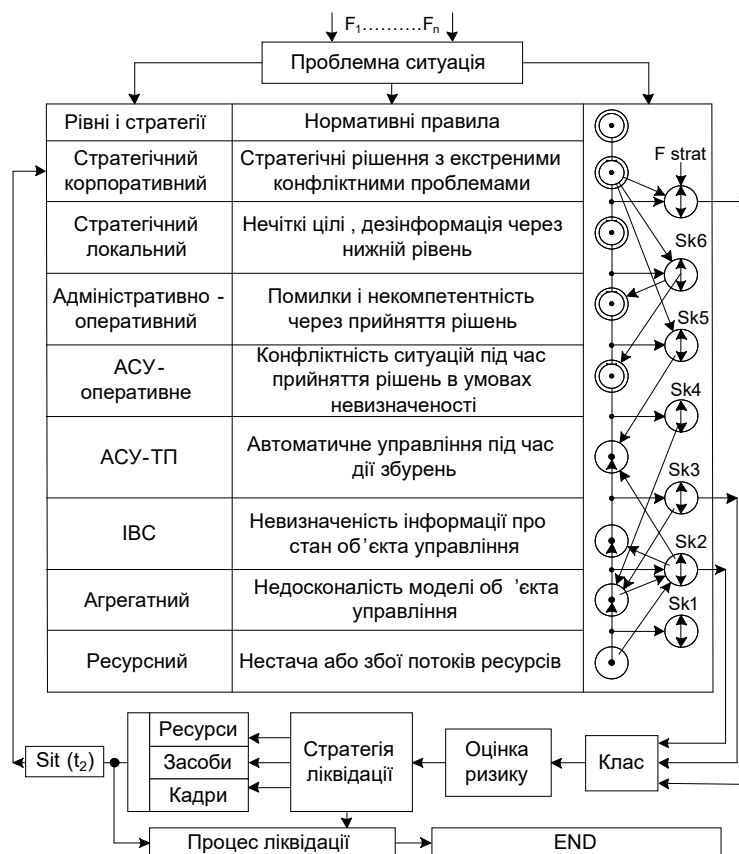 F₁..........Fₙ
Проблемна ситуація
Рівні і стратегії
Нормативні правила
Стратегічний
корпоративний
Стратегічні рішення з екстреними
конфліктними проблемами
F strat
Стратегічний
локальний
Нечіткі цілі , дезінформація через
нижній рівень
Sk6
Адміністративно -
оперативний
Помилки і некомпетентність
через прийняття рішень
Sk5
АСУ-
оперативне
Конфліктність ситуацій під час
прийняття рішень в умовах
невизначеності
Sk4
АСУ-ТП
Автоматичне управління під час
дії збурень
Sk3
ІВС
Невизначеність інформації про
стан об’єкта управління
Sk2
Агрегатний
Недосконалість моделі об ’єкта
управління
Sk1
Ресурсний
Нестача або збої потоків ресурсів
Sit (t₂)
Ресурси
Засоби
Кадри
Стратегія
ліквідації
Оцінка
ризику
Клас
Процес ліквідації
END